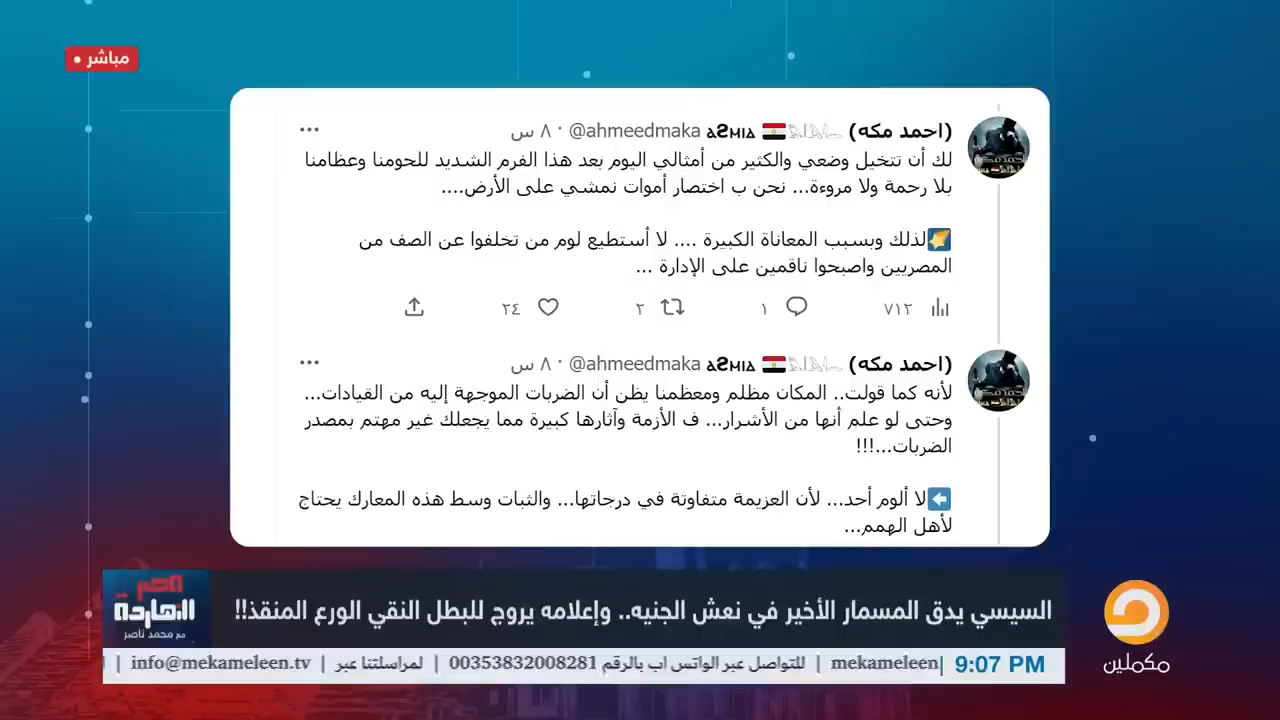 مباشر
(احمد مكه) @ahmeedmaka · ٨ س
لك أن تتخيل وضعي والكثير من أمثالي اليوم بعد هذا الفرم الشديد للحومنا وعظامنا
بلا رحمة ولا مروءة... نحن ب اختصار أموات نمشي على الأرض....
لذلك وبسبب المعاناة الكبيرة .... لا أستطيع لوم من تخلفوا عن الصف من
المصريين واصبحوا ناقمين على الإدارة ...
٧١٢ ١ ٢ ٢٤
(احمد مكه) @ahmeedmaka · ٨ س
لأنه كما قولت.. المكان مظلم ومعظمنا يظن أن الضربات الموجهة إليه من القيادات...
وحتى لو علم أنها من الأشرار... ف الأزمة وآثارها كبيرة مما يجعلك غير مهتم بمصدر
الضربات...!!!
⬅لا ألوم أحد... لأن العزيمة متفاوتة في درجاتها... والثبات وسط هذه المعارك يحتاج
لأهل الهمم...
السيسي يدق المسمار الأخير في نعش الجنيه.. وإعلامه يروج للبطل النقي الورع المنقذ!!
مصر
النهاردة
مع محمد ناصر
مكملين
9:07 PM
mekameleen | للتواصل عبر الواتس اب بالرقم 00353832008281 | لمراسلتنا عبر | info@mekameleen.tv |